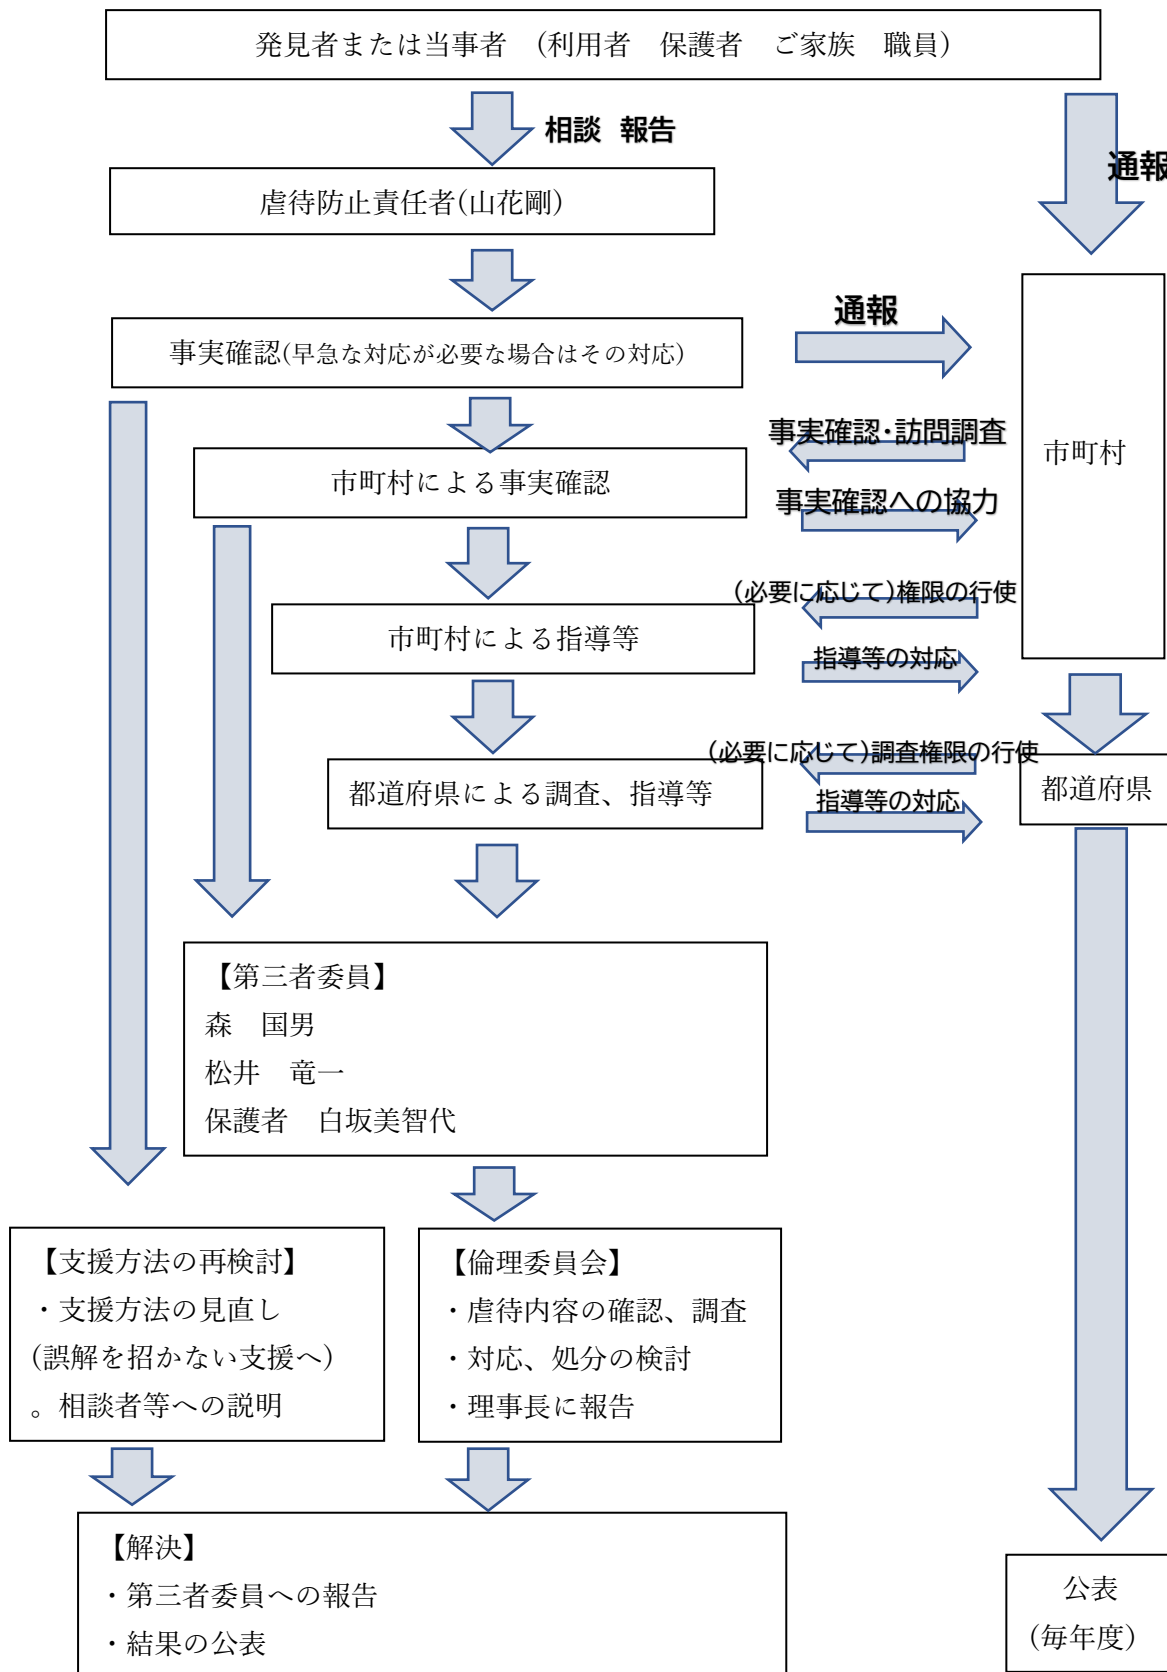 発見者または当事者　(利用者　保護者　ご家族　職員)
相談　報告
通報
虐待防止責任者(山花剛)
通報
事実確認(早急な対応が必要な場合はその対応)
事実確認・訪問調査
市町村
市町村による事実確認
事実確認への協力
(必要に応じて)権限の行使
市町村による指導等
指導等の対応
(必要に応じて)調査権限の行使
都道府県による調査、指導等
都道府県
指導等の対応
【第三者委員】
森　国男
松井　竜一
保護者　白坂美智代
【支援方法の再検討】
・支援方法の見直し
(誤解を招かない支援へ)
。相談者等への説明
【倫理委員会】
・虐待内容の確認、調査
・対応、処分の検討
・理事長に報告
【解決】
・第三者委員への報告
・結果の公表
公表
(毎年度)